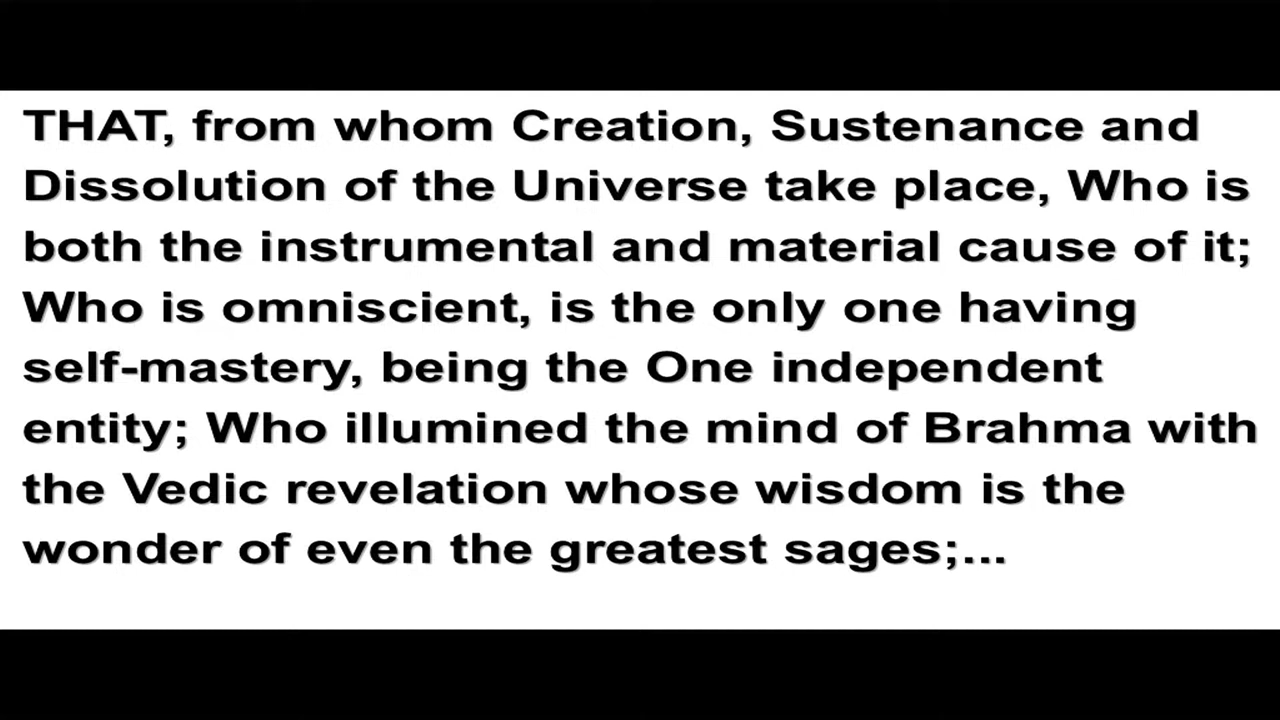 THAT, from whom Creation, Sustenance and
Dissolution of the Universe take place, Who is
both the instrumental and material cause of it;
Who is omniscient, is the only one having
self-mastery, being the One independent
entity; Who illumined the mind of Brahma with
the Vedic revelation whose wisdom is the
wonder of even the greatest sages;...